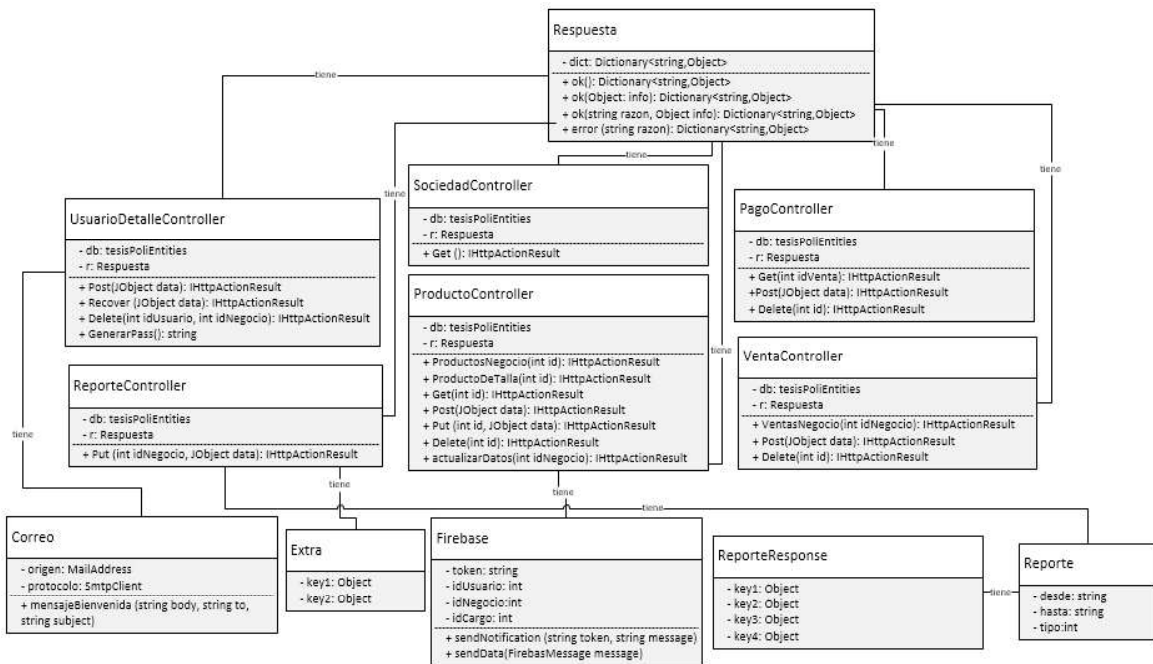 Respuesta
- dict: Dictionary<string,Object>
+ ok(): Dictionary<string,Object>
+ ok(Object: info): Dictionary<string,Object>
+ ok(string razon, Object info): Dictionary<string,Object>
+ error (string razon): Dictionary<string,Object>
tiene
tiene
tiene
tiene
tiene
tiene
UsuarioDetalleController
- db: tesisPoliEntities
- r: Respuesta
+ Post(JObject data): IHttpActionResult
+ Recover (JObject data): IHttpActionResult
+ Delete(int idUsuario, int idNegocio): IHttpActionResult
+ GenerarPass(): string
SociedadController
- db: tesisPoliEntities
- r: Respuesta
+ Get (): IHttpActionResult
PagoController
- db: tesisPoliEntities
- r: Respuesta
+ Get(int idVenta): IHttpActionResult
+Post(JObject data): IHttpActionResult
+ Delete(int id): IHttpActionResult
ProductoController
- db: tesisPoliEntities
- r: Respuesta
+ ProductosNegocio(int id): IHttpActionResult
+ ProductoDeTalla(int id): IHttpActionResult
+ Get(int id): IHttpActionResult
+ Post(JObject data): IHttpActionResult
+ Put (int id, JObject data): IHttpActionResult
+ Delete(int id): IHttpActionResult
+ actualizarDatos(int idNegocio): IHttpActionResult
ReporteController
- db: tesisPoliEntities
- r: Respuesta
+ Put (int idNegocio, JObject data): IHttpActionResult
VentaController
- db: tesisPoliEntities
- r: Respuesta
+ VentasNegocio(int idNegocio): IHttpActionResult
+ Post(JObject data): IHttpActionResult
+ Delete(int id): IHttpActionResult
tiene
tiene
tiene
tiene
Correo
- origen: MailAddress
- protocolo: SmtpClient
+ mensajeBienvenida (string body, string to,
string subject)
Extra
- key1: Object
- key2: Object
Firebase
- token: string
- idUsuario: int
- idNegocio:int
- idCargo: int
+ sendNotification (string token, string message)
+ sendData(FirebasMessage message)
ReporteResponse
- key1: Object
- key2: Object
- key3: Object
- key4: Object
tiene
Reporte
- desde: string
- hasta: string
- tipo:int